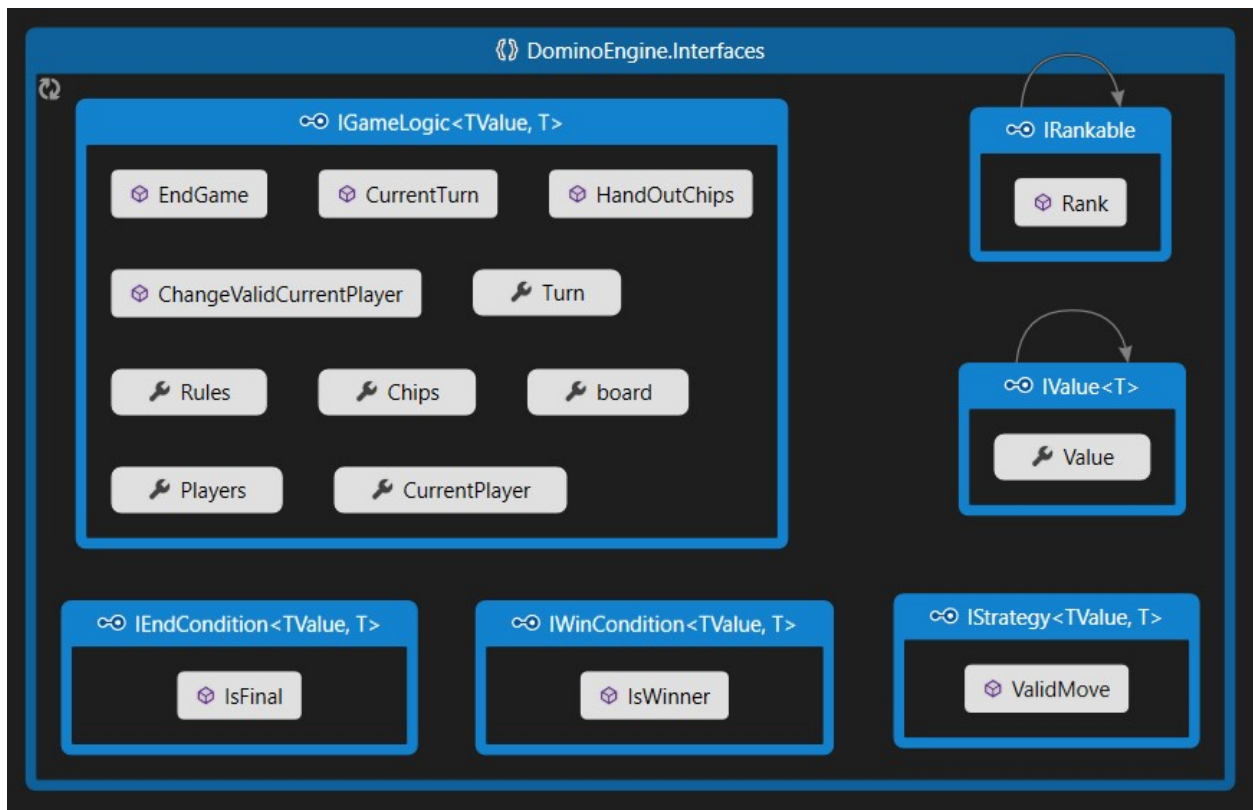 DominoEngine.Interfaces
IGameLogic<TValue, T>
EndGame
CurrentTurn
HandOutChips
ChangeValidCurrentPlayer
Turn
Rules
Chips
board
Players
CurrentPlayer
IRankable
Rank
IValue<T>
Value
IEndCondition<TValue, T>
IsFinal
IWinCondition<TValue, T>
IsWinner
IStrategy<TValue, T>
ValidMove